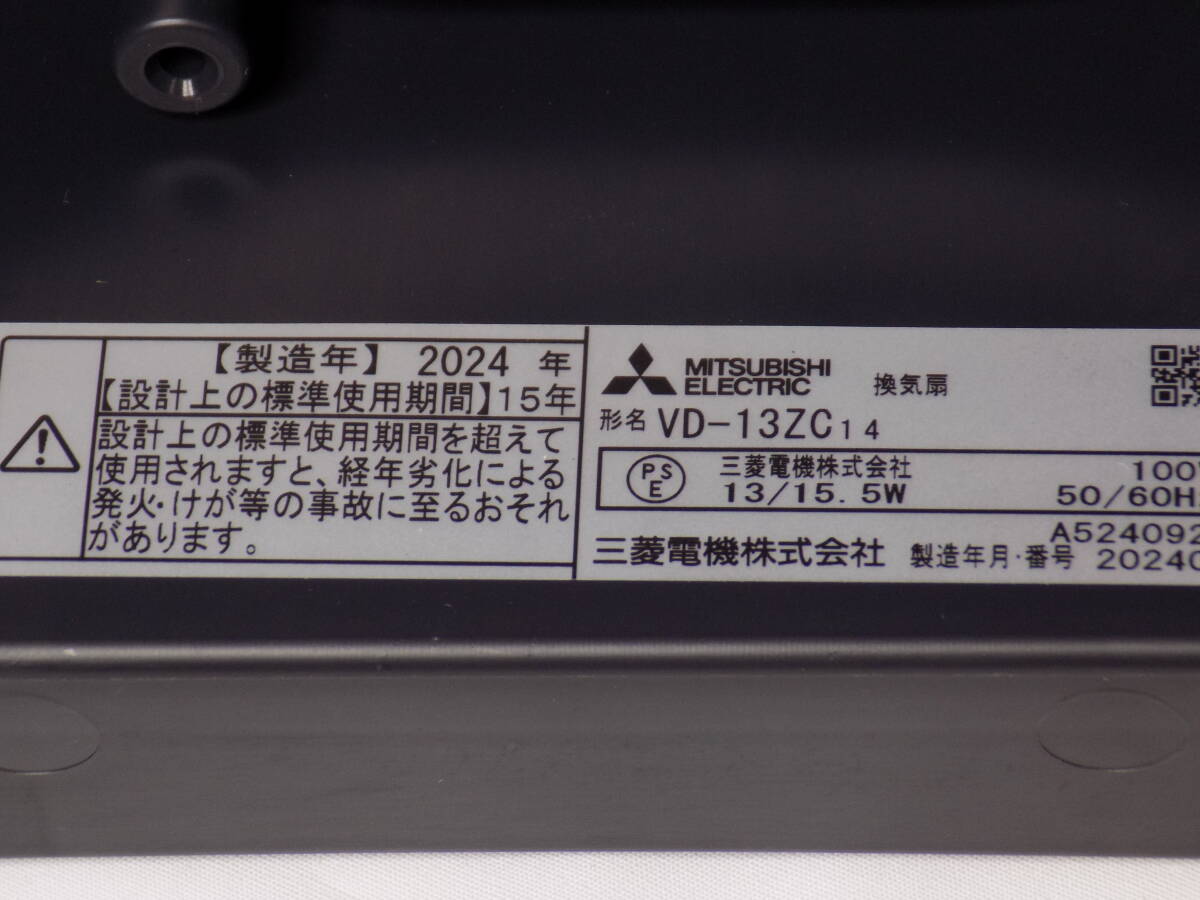 【製造年】 2024 年
【設計上の標準使用期間】15年
設計上の標準使用期間を超えて
使用されますと、経年劣化による
発火・けが等の事故に至るおそれ
があります。
MITSUBISHI
ELECTRIC 換気扇
形名 VD-13ZC14
PS
E
三菱電機株式会社 100
13/15.5W 50/60H
A524092
三菱電機株式会社 製造年月・番号 20240